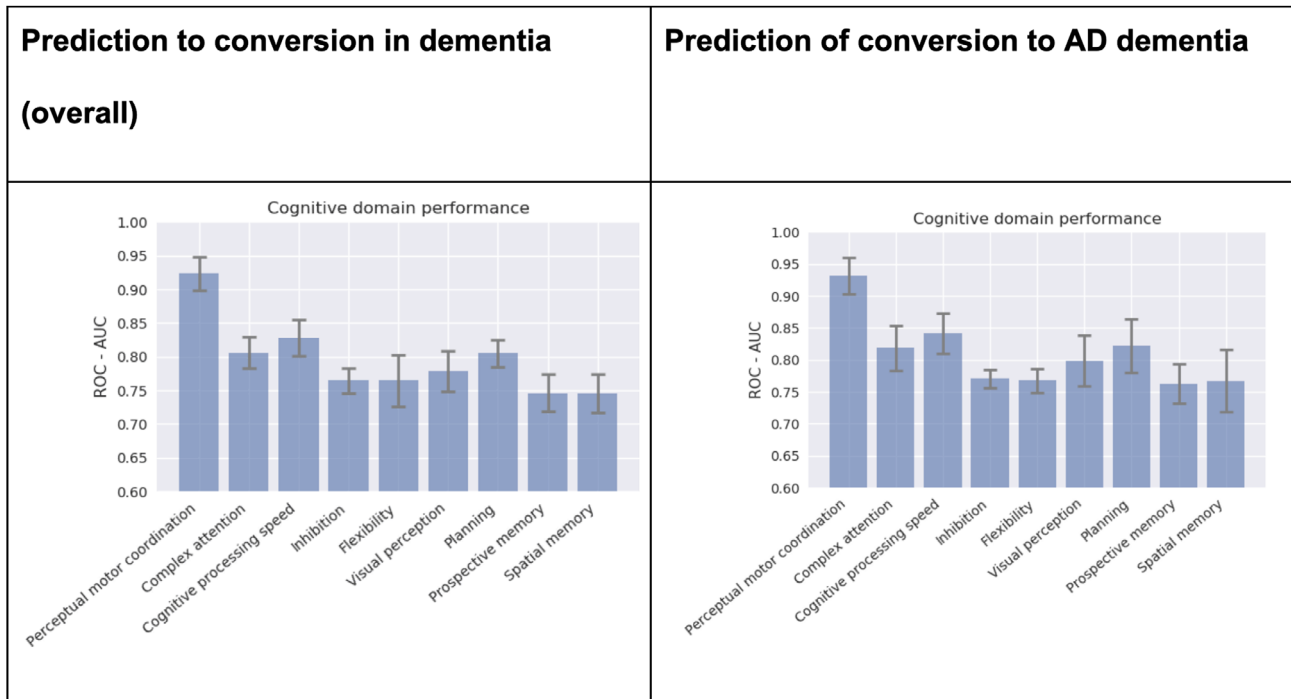 Prediction to conversion in dementia
(overall)
Prediction of conversion to AD dementia
Cognitive domain performance
1.00
0.95
0.90
0.85
0.80
0.75
0.70
0.65
0.60
ROC - AUC
Perceptual motor coordination
Complex attention
Cognitive processing speed
Inhibition
Flexibility
Visual perception
Planning
Prospective memory
Spatial memory
Cognitive domain performance
1.00
0.95
0.90
0.85
0.80
0.75
0.70
0.65
0.60
ROC - AUC
Perceptual motor coordination
Complex attention
Cognitive processing speed
Inhibition
Flexibility
Visual perception
Planning
Prospective memory
Spatial memory